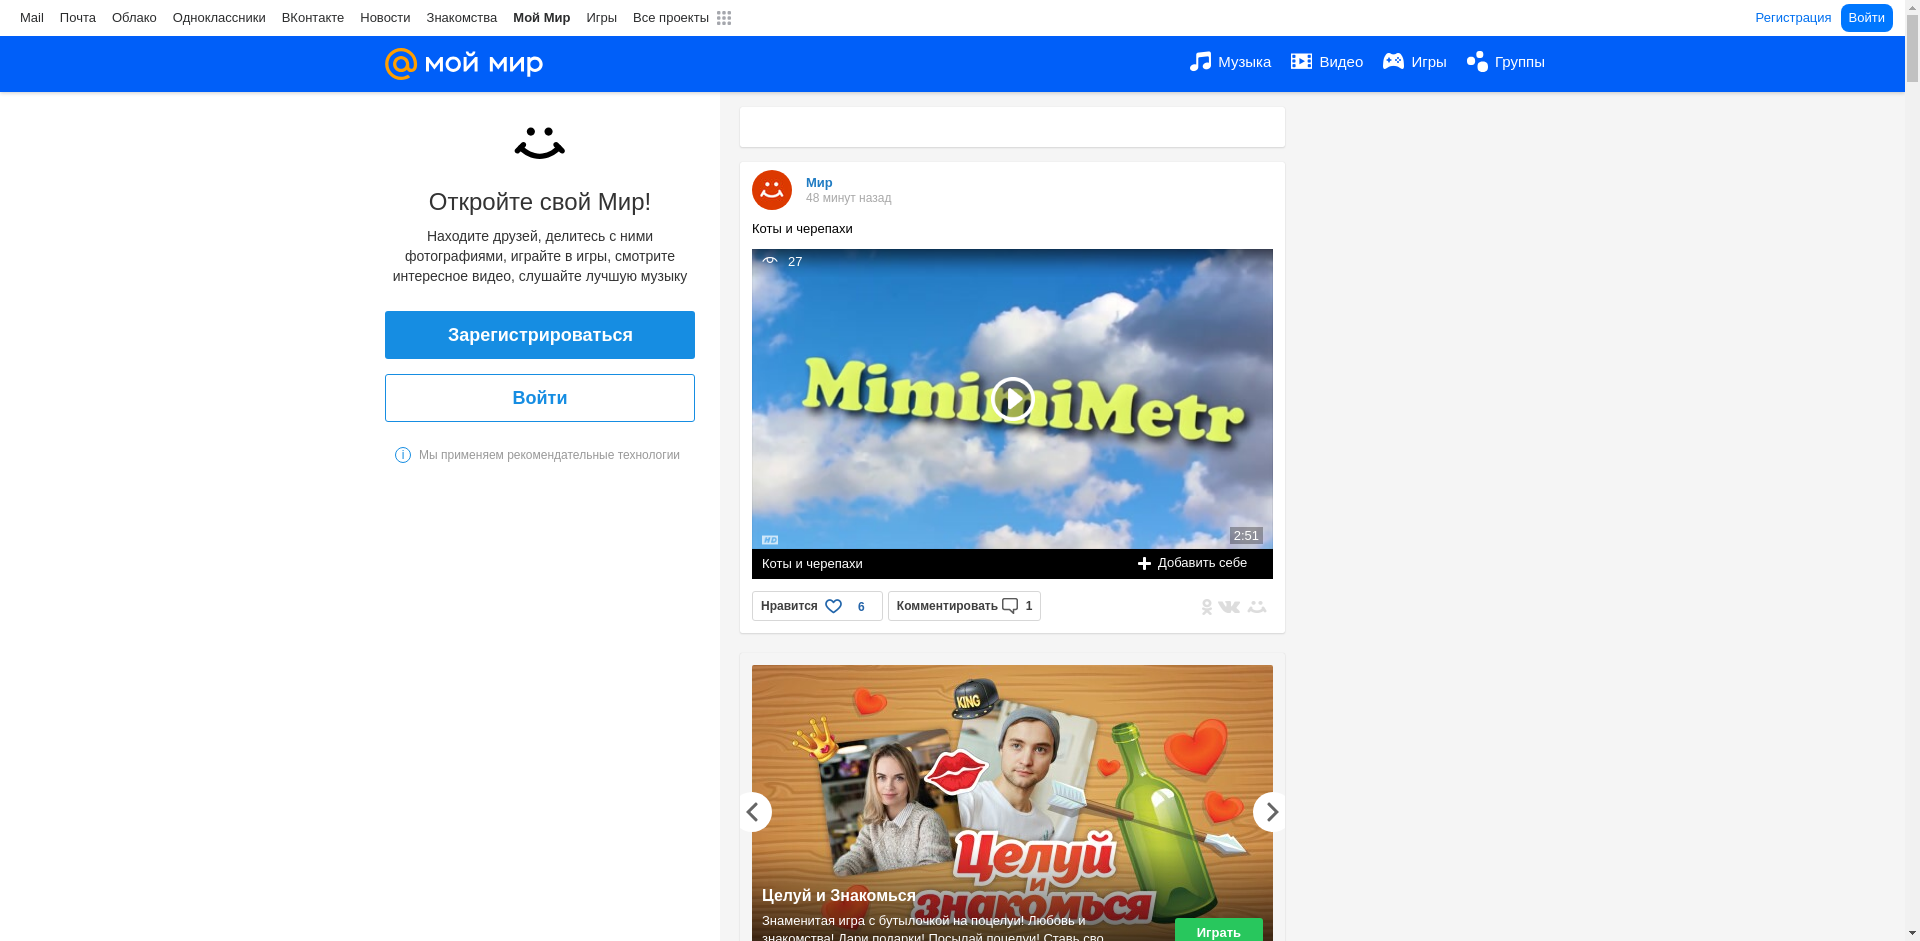 Mail Почта Облако Одноклассники ВКонтакте Новости Знакомства Мой Мир Игры Все проекты Регистрация Войти
@ мой мир Музыка Видео Игры Группы
Откройте свой Мир!
Находите друзей, делитесь с ними
фотографиями, играйте в игры, смотрите
интересное видео, слушайте лучшую музыку
Зарегистрироваться
Войти
Мы применяем рекомендательные технологии
Мир
48 минут назад
Коты и черепахи
27
MimimiMetr
HD 2:51
Коты и черепахи Добавить себе
Нравится 6 Комментировать 1
KING
Целуй
и
знакомься
Целуй и Знакомься
Знаменитая игра с бутылочкой на поцелуи! Любовь и
знакомства! Дари подарки! Посылай поцелуи! Ставь сво
Играть